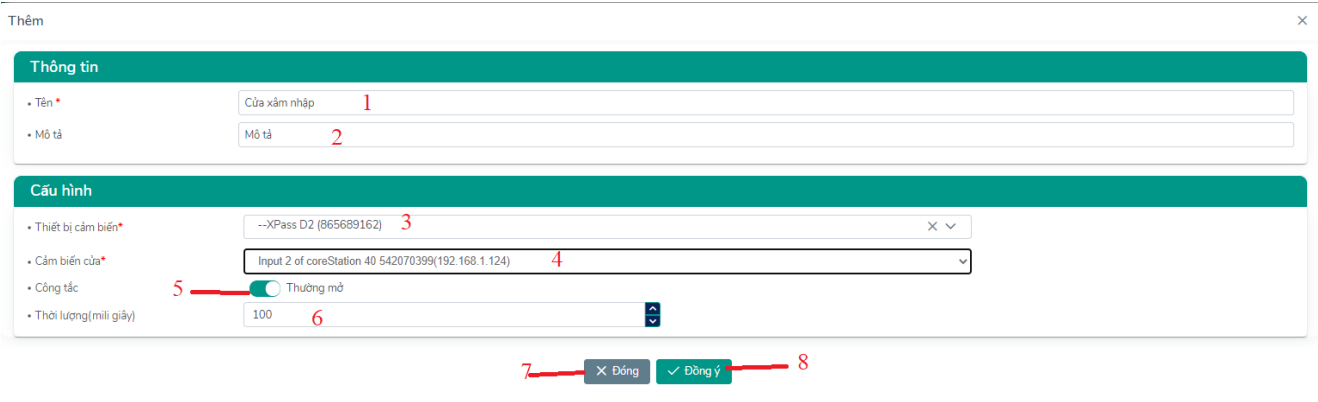 Thêm
Thông tin
• Tên * Cửa xâm nhập 1
• Mô tả Mô tả 2
Cấu hình
• Thiết bị cảm biến* --XPass D2 (865689162) 3
• Cảm biến cửa* Input 2 of coreStation 40 542070399(192.168.1.124) 4
• Công tắc 5 Thường mở
• Thời lượng(mili giây) 100 6
7 Đóng Đồng ý 8